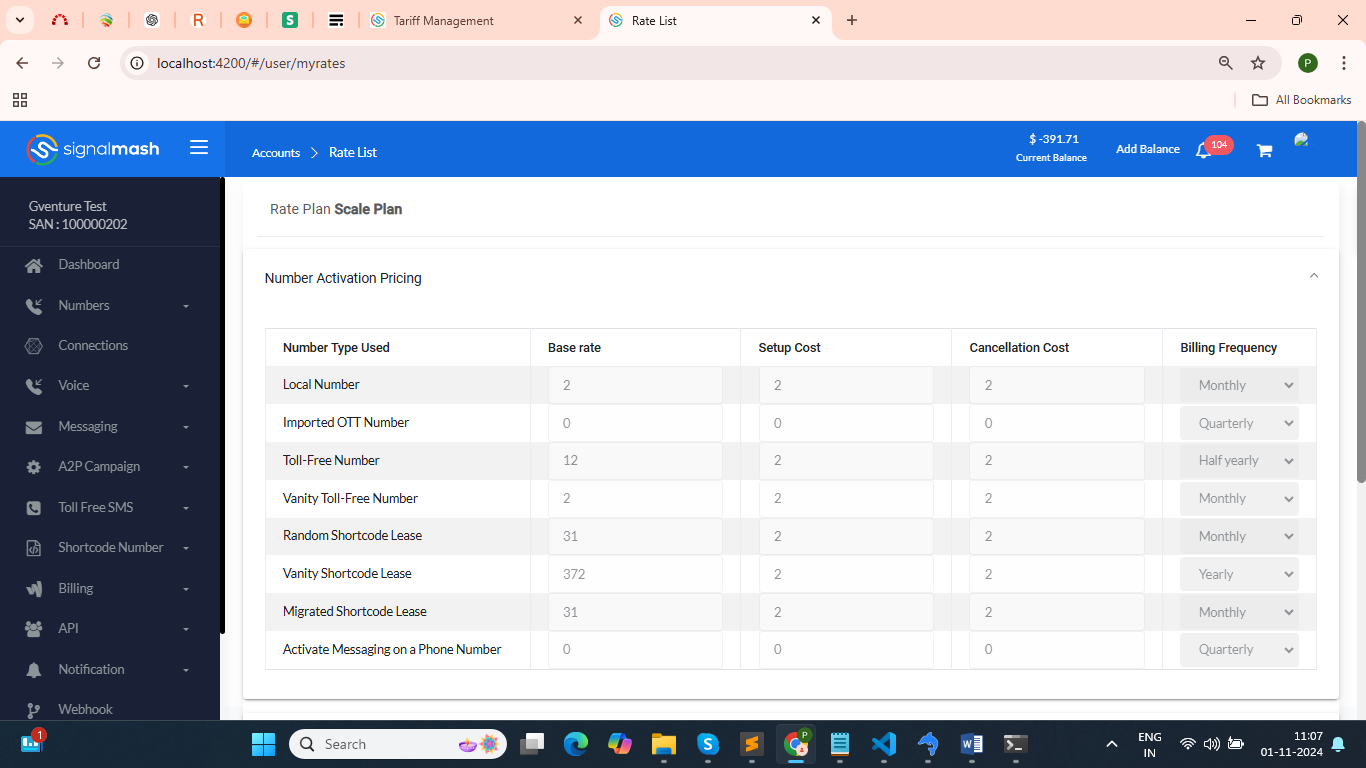 Tariff Management
Rate List
localhost:4200/#/user/myrates
P
All Bookmarks
signalmash
Accounts
Rate List
$ -391.71
Current Balance
Add Balance
104
Gventure Test
SAN : 100000202
Dashboard
Numbers
Connections
Voice
Messaging
A2P Campaign
Toll Free SMS
Shortcode Number
Billing
API
Notification
Webhook
Rate Plan Scale Plan
Number Activation Pricing
Number Type Used Base rate Setup Cost Cancellation Cost Billing Frequency
Local Number 2 2 2 Monthly
Imported OTT Number 0 0 0 Quarterly
Toll-Free Number 12 2 2 Half yearly
Vanity Toll-Free Number 2 2 2 Monthly
Random Shortcode Lease 31 2 2 Monthly
Vanity Shortcode Lease 372 2 2 Yearly
Migrated Shortcode Lease 31 2 2 Monthly
Activate Messaging on a Phone Number 0 0 0 Quarterly
1
Search
P
ENG
IN
11:07
01-11-2024